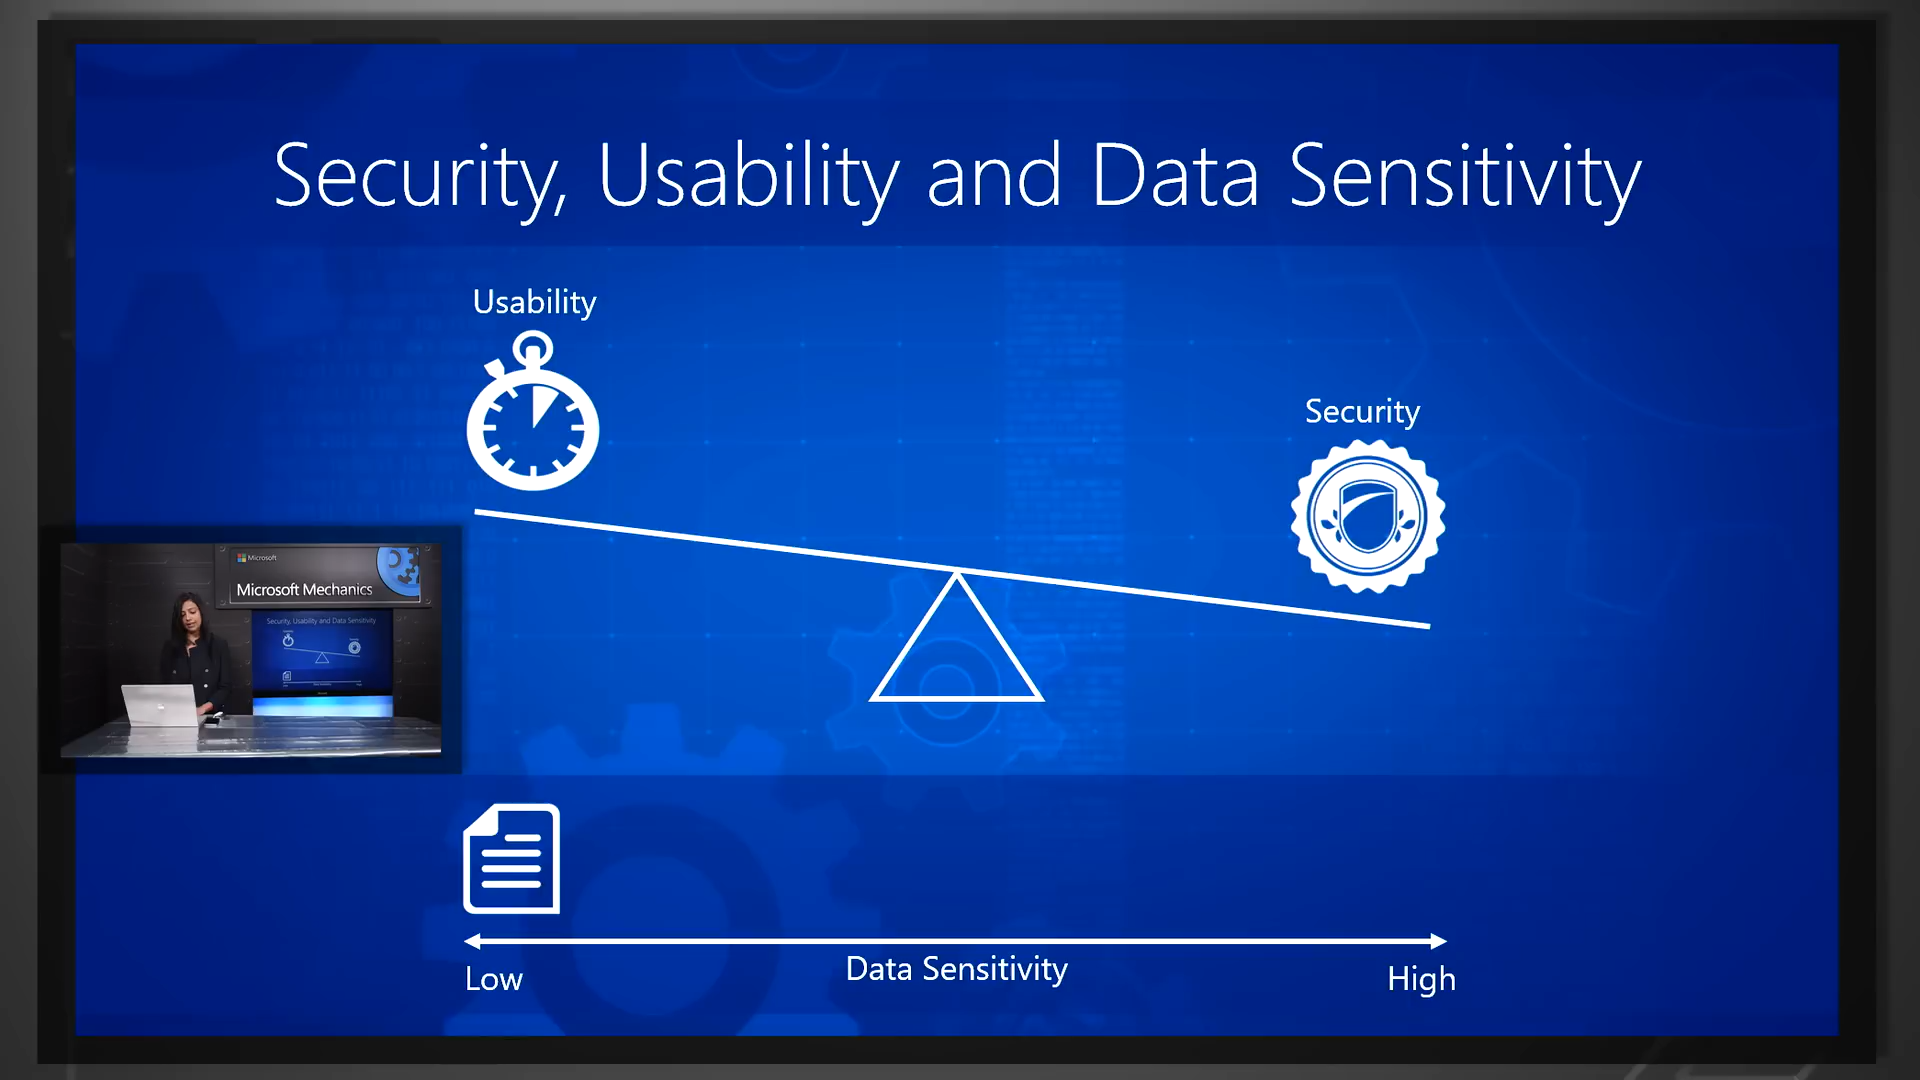 Security, Usability and Data Sensitivity
Usability
Security
Microsoft
Microsoft Mechanics
Security, Usability and Data Sensitivity
Low
Data Sensitivity
High